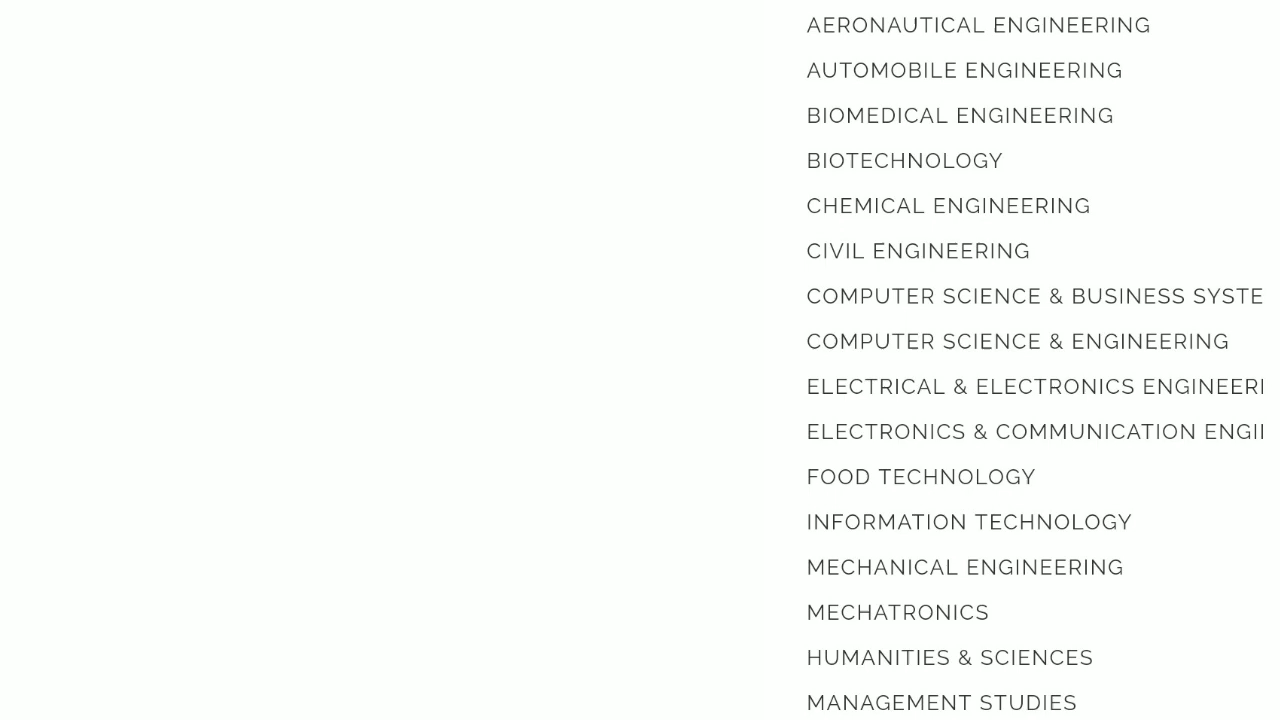 AERONAUTICAL ENGINEERING
AUTOMOBILE ENGINEERING
BIOMEDICAL ENGINEERING
BIOTECHNOLOGY
CHEMICAL ENGINEERING
CIVIL ENGINEERING
COMPUTER SCIENCE & BUSINESS SYSTE
COMPUTER SCIENCE & ENGINEERING
ELECTRICAL & ELECTRONICS ENGINEERI
ELECTRONICS & COMMUNICATION ENGI
FOOD TECHNOLOGY
INFORMATION TECHNOLOGY
MECHANICAL ENGINEERING
MECHATRONICS
HUMANITIES & SCIENCES
MANAGEMENT STUDIES